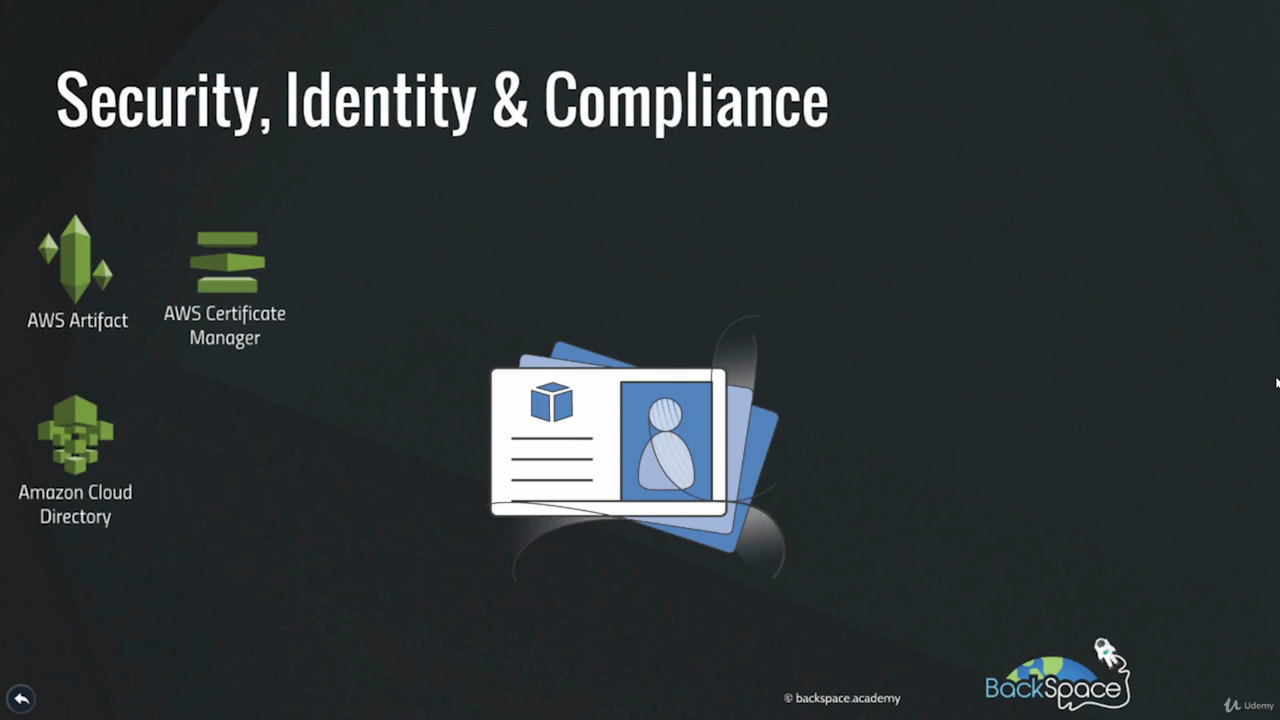 Security, Identity & Compliance
AWS Artifact
AWS Certificate
Manager
Amazon Cloud
Directory
© backspace.academy
BackSpace
Udemy